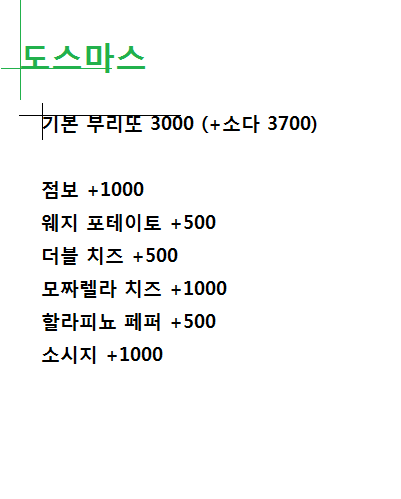 도스마스
기본 부리또 3000 (+소다 3700)
점보 +1000
웨지 포테이토 +500
더블 치즈 +500
모짜렐라 치즈 +1000
할라피뇨 페퍼 +500
소시지 +1000